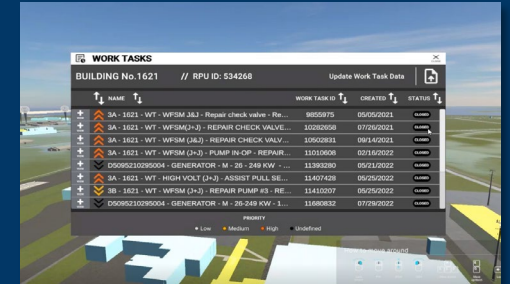 WORK TASKS
BUILDING No.1621 // RPU ID: 534268 Update Work Task Data
NAME WORK TASK ID CREATED STATUS
3A - 1621 - WT - WFSM J&J - Repair check valve - Re... 9855975 05/05/2021 CLOSED
3A - 1621 - WT - WFSM(J+J) - REPAIR CHECK VALVE... 10282658 07/26/2021 CLOSED
3A - 1621 - WT - WFSM (J&J) - REPAIR CHECK VALV... 10502831 09/14/2021 CLOSED
3A - 1621 - WT - WFSM (J+J) - PUMP IN-OP - REPAIR... 11010608 02/16/2022 CLOSED
D5095210295004 - GENERATOR - M - 26 - 249 KW - ... 11393280 05/21/2022 CLOSED
3A - 1621 - WT - HIGH VOLT (J+J) - ASSIST PULL SE... 11407428 05/25/2022 CLOSED
3B - 1621 - WT - WFSM (J+J) - REPAIR PUMP #3 - RE... 11410207 05/25/2022 CLOSED
D5095210295004 - GENERATOR - M - 26-249 KW - 1... 11680832 07/29/2022 CLOSED
PRIORITY
Low Medium High Undefined
around